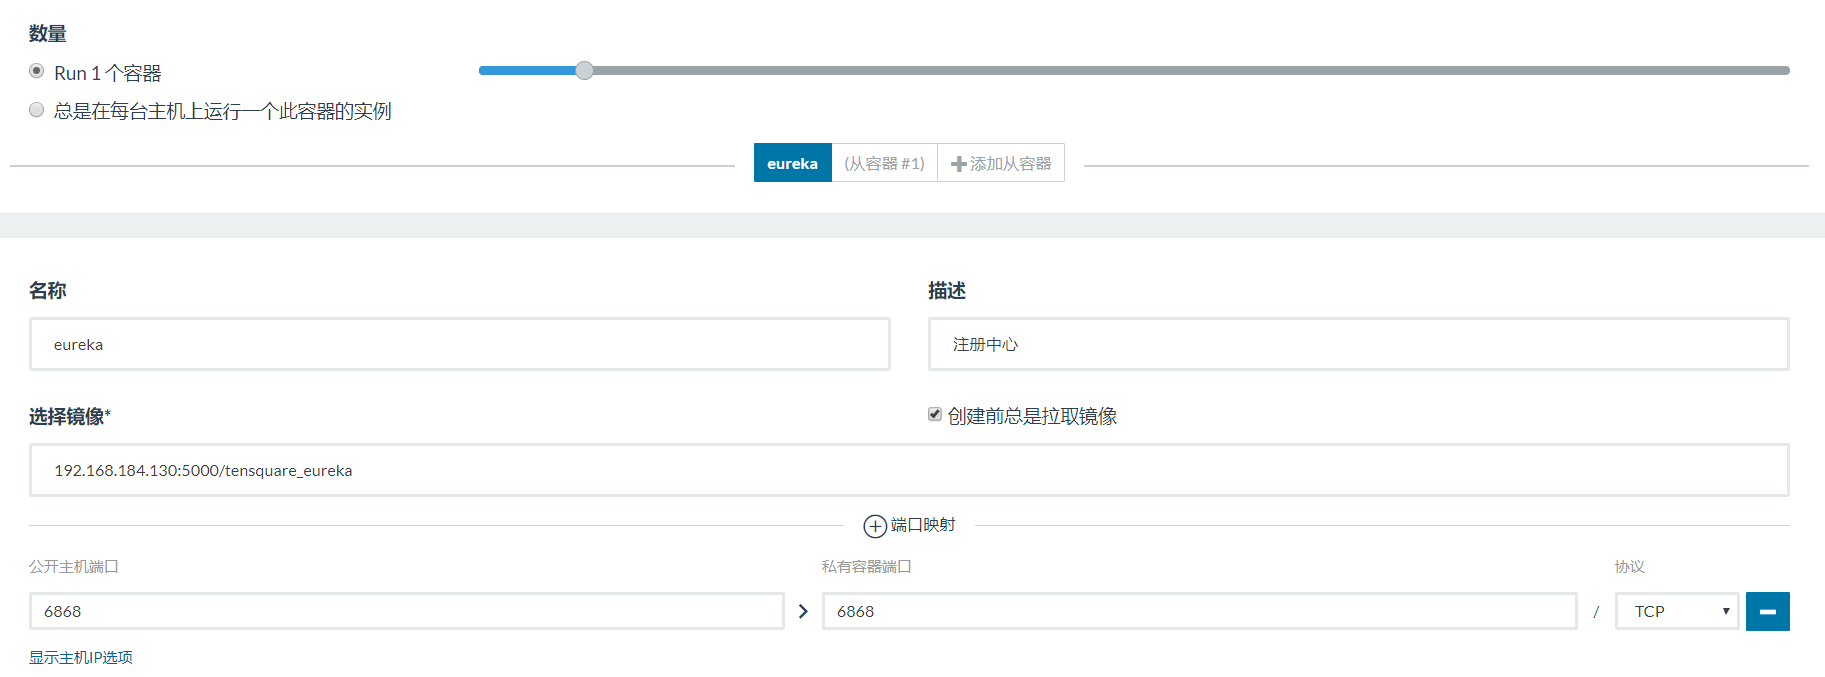 数量
Run 1 个容器
总是在每台主机上运行一个此容器的实例
eureka (从容器 #1) 添加从容器
名称 描述
eureka 注册中心
选择镜像* 创建前总是拉取镜像
192.168.184.130:5000/tensquare_eureka
端口映射
公开主机端口 私有容器端口 协议
6868 6868 / TCP
显示主机IP选项